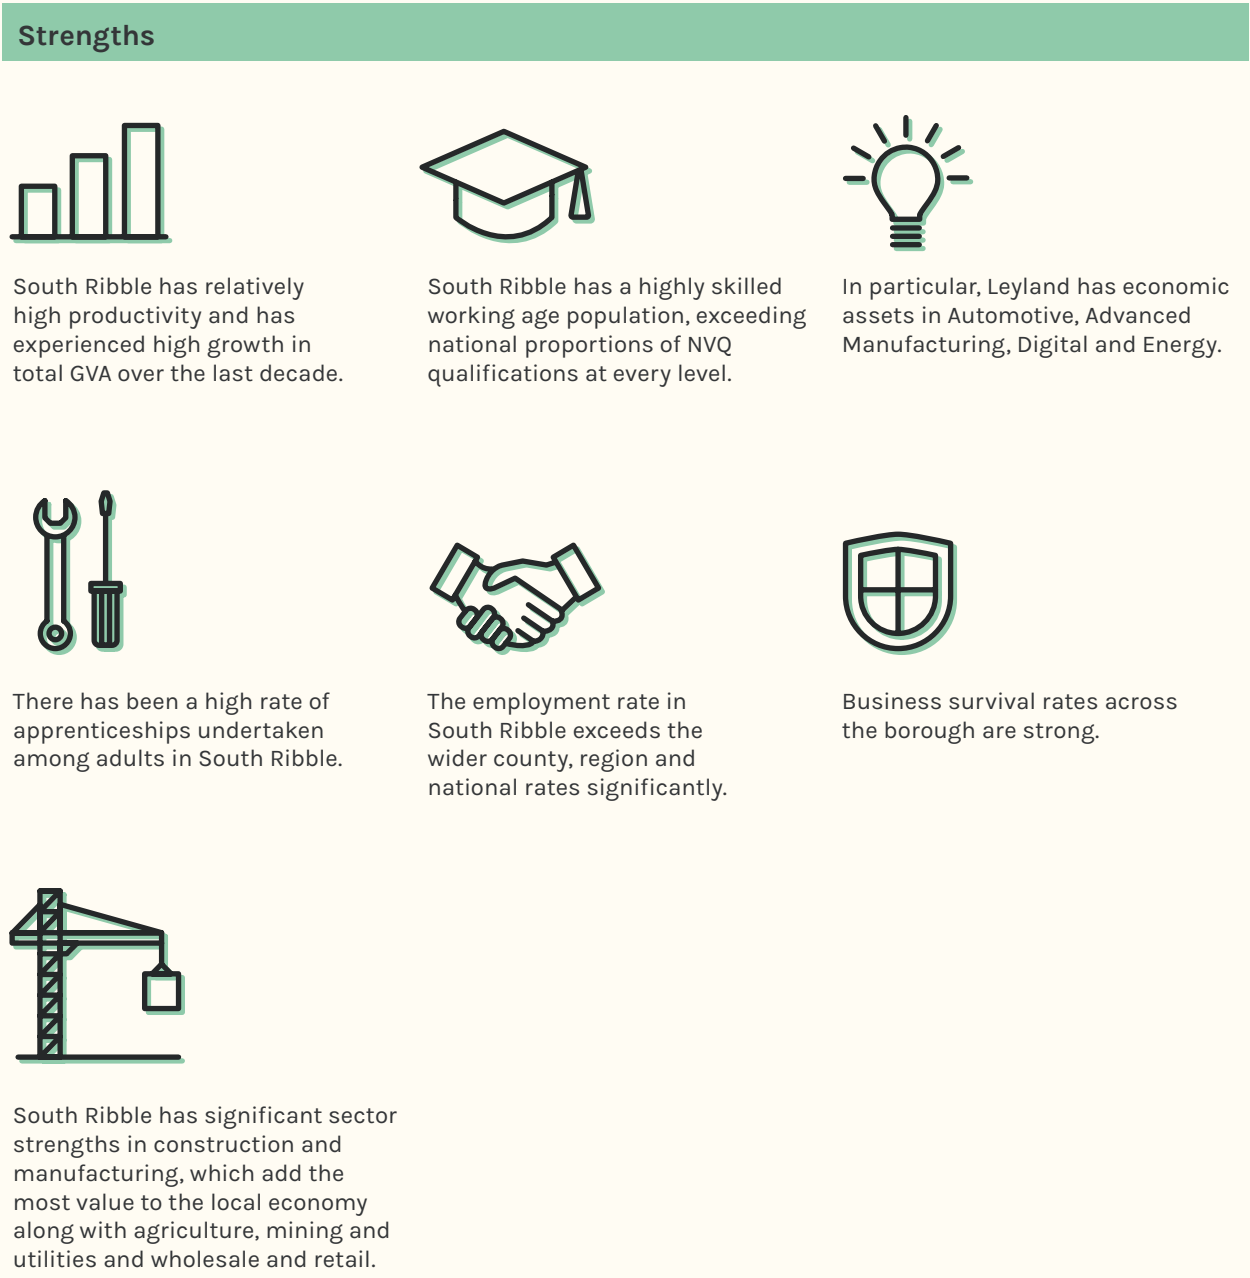 Strengths
South Ribble has relatively
high productivity and has
experienced high growth in
total GVA over the last decade.
South Ribble has a highly skilled
working age population, exceeding
national proportions of NVQ
qualifications at every level.
In particular, Leyland has economic
assets in Automotive, Advanced
Manufacturing, Digital and Energy.
There has been a high rate of
apprenticeships undertaken
among adults in South Ribble.
The employment rate in
South Ribble exceeds the
wider county, region and
national rates significantly.
Business survival rates across
the borough are strong.
South Ribble has significant sector
strengths in construction and
manufacturing, which add the
most value to the local economy
along with agriculture, mining and
utilities and wholesale and retail.